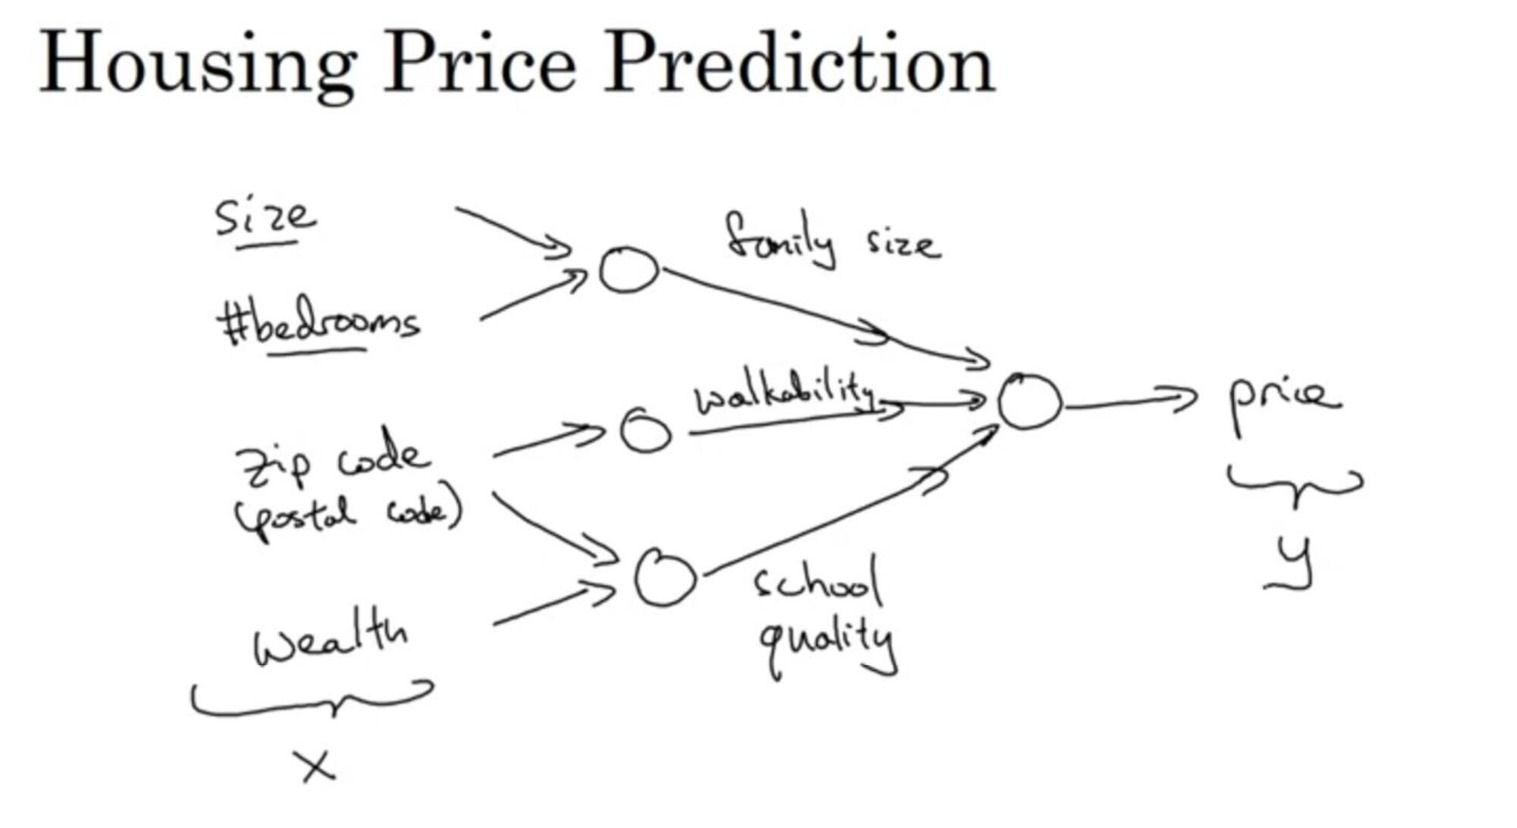 Housing Price Prediction
size
family size
#bedrooms
walkability
price
zip code
(postal code)
y
school
quality
wealth
x